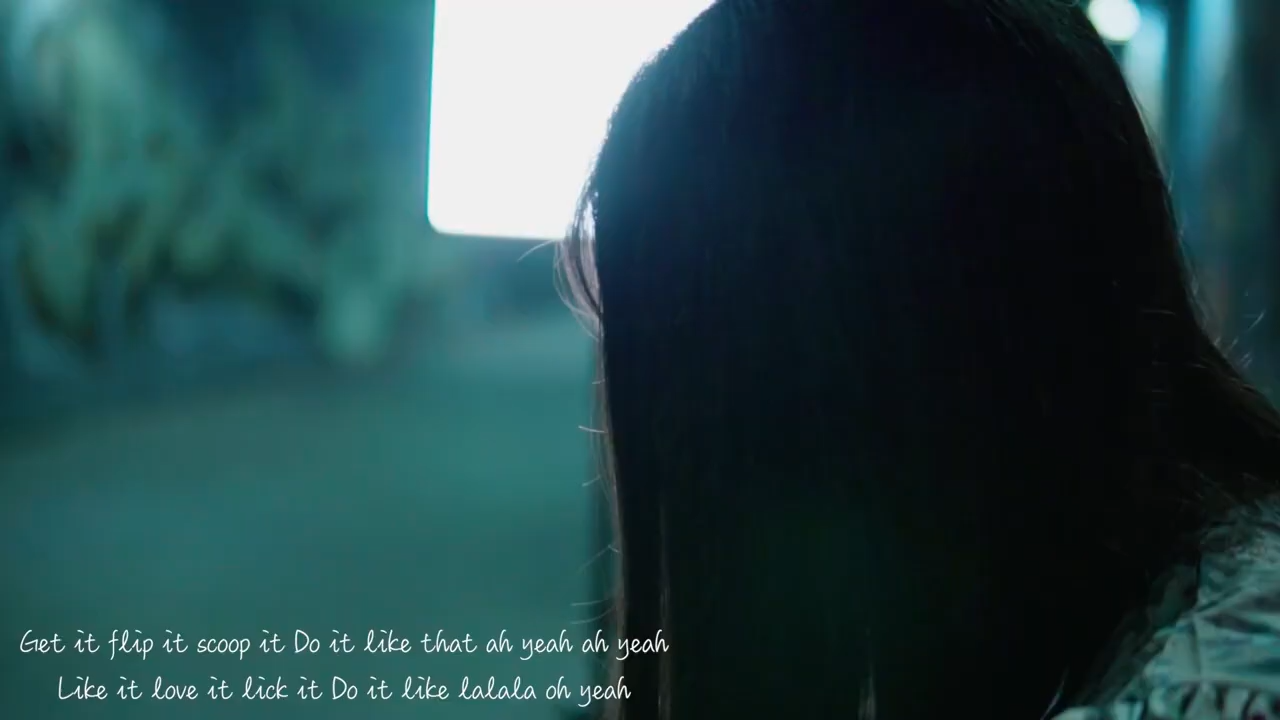 Get it flip it scoop it Do it like that ah yeah ah yeah
Like it love it lick it Do it like lalala oh yeah